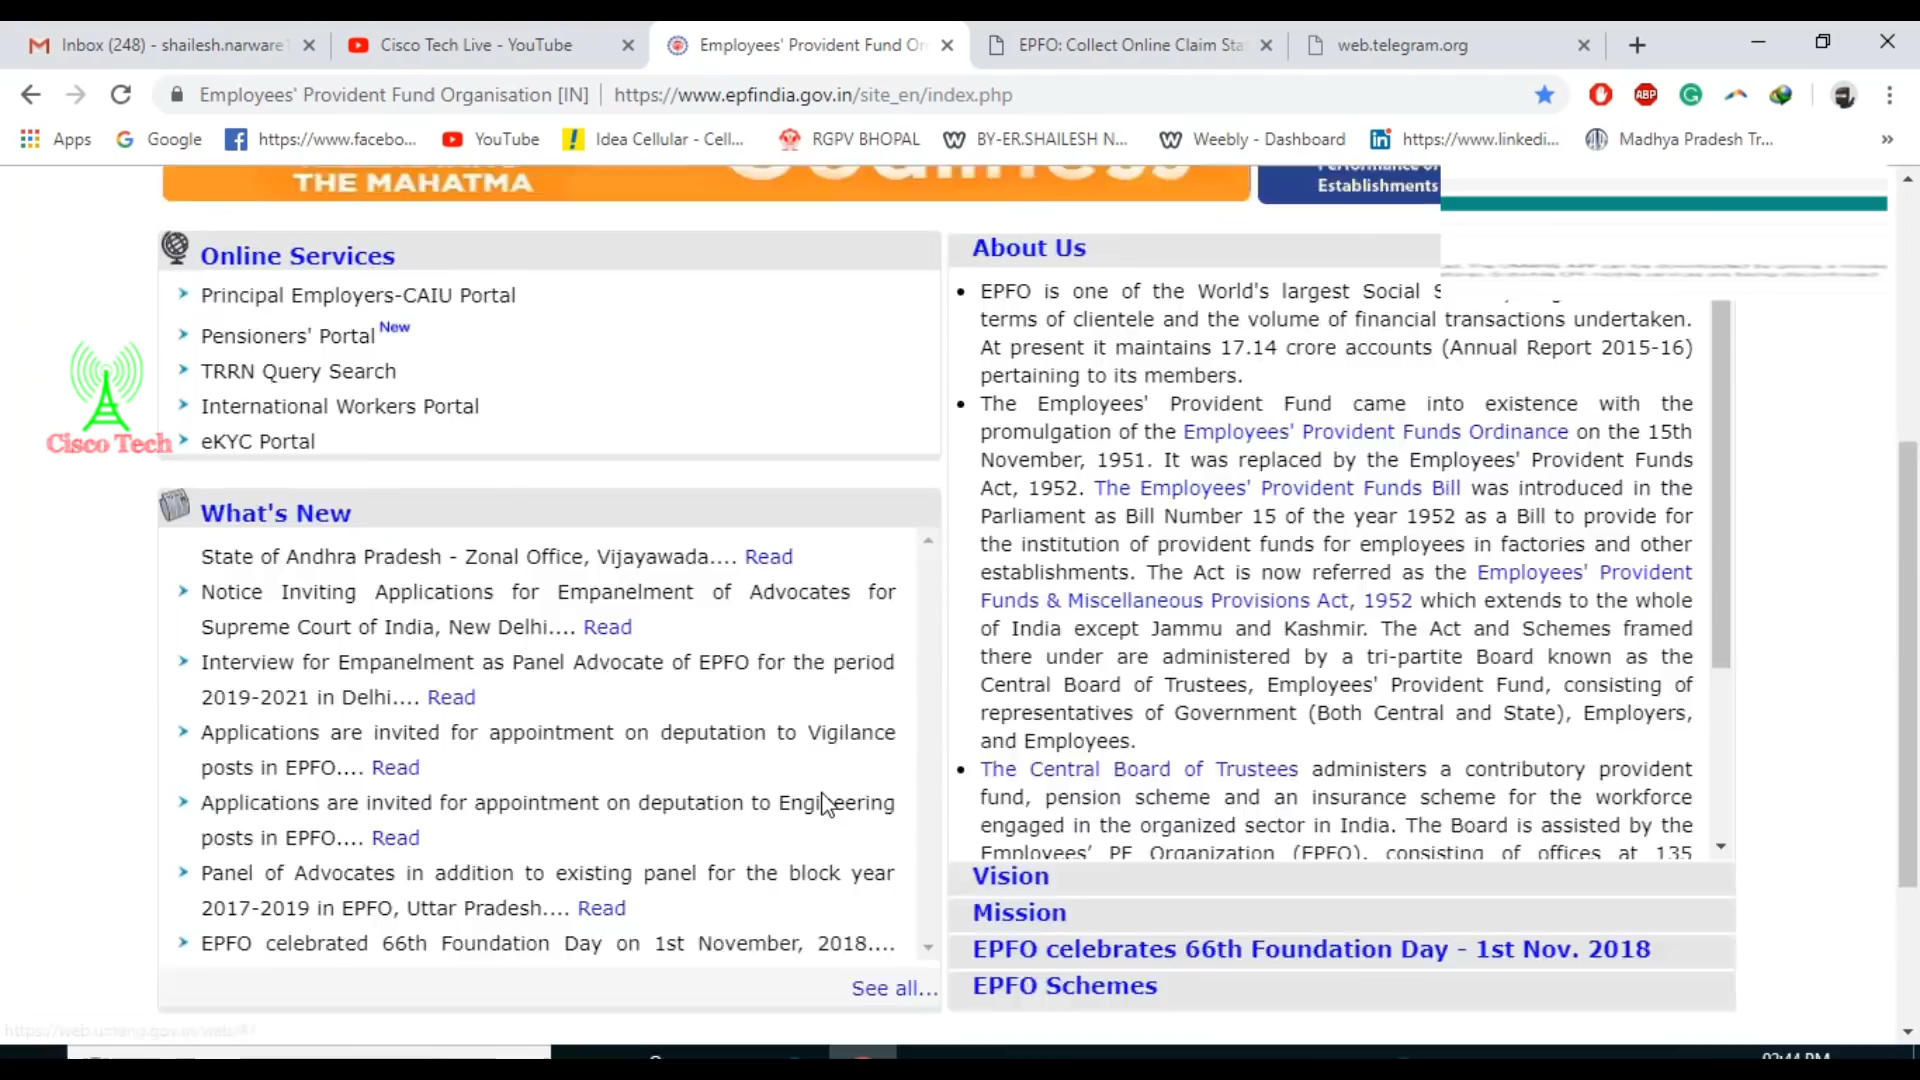 Inbox (248) - shailesh.narware
Cisco Tech Live - YouTube
Employees' Provident Fund Or
EPFO: Collect Online Claim Sta
web.telegram.org
Employees' Provident Fund Organisation [IN] | https://www.epfindia.gov.in/site_en/index.php
ABP
Apps
Google
https://www.facebo...
YouTube
Idea Cellular - Cell...
RGPV BHOPAL
BY-ER.SHAILESH N...
Weebly - Dashboard
https://www.linkedi...
Madhya Pradesh Tr...
THE MAHATMA
Establishments
Online Services
Principal Employers-CAIU Portal
Pensioners' Portal New
TRRN Query Search
International Workers Portal
eKYC Portal
Cisco Tech
What's New
State of Andhra Pradesh - Zonal Office, Vijayawada.... Read
Notice Inviting Applications for Empanelment of Advocates for
Supreme Court of India, New Delhi.... Read
Interview for Empanelment as Panel Advocate of EPFO for the period
2019-2021 in Delhi.... Read
Applications are invited for appointment on deputation to Vigilance
posts in EPFO.... Read
Applications are invited for appointment on deputation to Engineering
posts in EPFO.... Read
Panel of Advocates in addition to existing panel for the block year
2017-2019 in EPFO, Uttar Pradesh.... Read
EPFO celebrated 66th Foundation Day on 1st November, 2018....
See all...
About Us
EPFO is one of the World's largest Social
terms of clientele and the volume of financial transactions undertaken.
At present it maintains 17.14 crore accounts (Annual Report 2015-16)
pertaining to its members.
The Employees' Provident Fund came into existence with the
promulgation of the Employees' Provident Funds Ordinance on the 15th
November, 1951. It was replaced by the Employees' Provident Funds
Act, 1952. The Employees' Provident Funds Bill was introduced in the
Parliament as Bill Number 15 of the year 1952 as a Bill to provide for
the institution of provident funds for employees in factories and other
establishments. The Act is now referred as the Employees' Provident
Funds & Miscellaneous Provisions Act, 1952 which extends to the whole
of India except Jammu and Kashmir. The Act and Schemes framed
there under are administered by a tri-partite Board known as the
Central Board of Trustees, Employees' Provident Fund, consisting of
representatives of Government (Both Central and State), Employers,
and Employees.
The Central Board of Trustees administers a contributory provident
fund, pension scheme and an insurance scheme for the workforce
engaged in the organized sector in India. The Board is assisted by the
Employees' PF Organization (EPFO), consisting of offices at 135
Vision
Mission
EPFO celebrates 66th Foundation Day - 1st Nov. 2018
EPFO Schemes